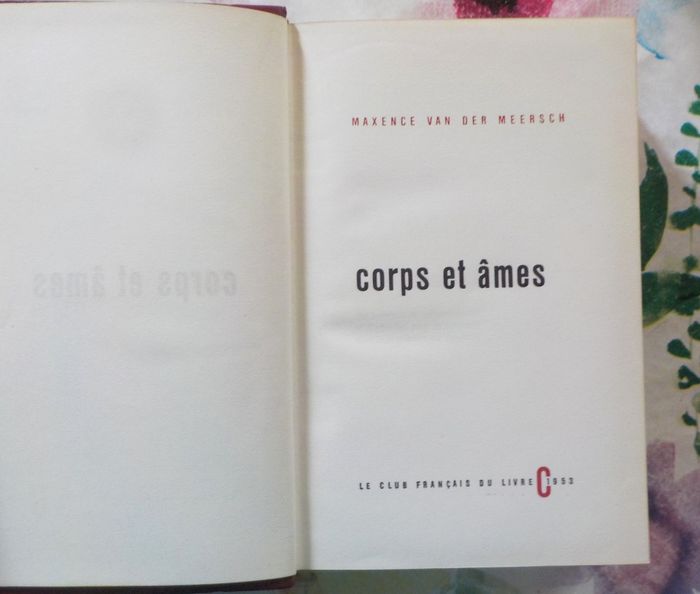 MAXENCE VAN DER MEERSCH
corps et âmes
LE CLUB FRANÇAIS DU LIVRE C 1953